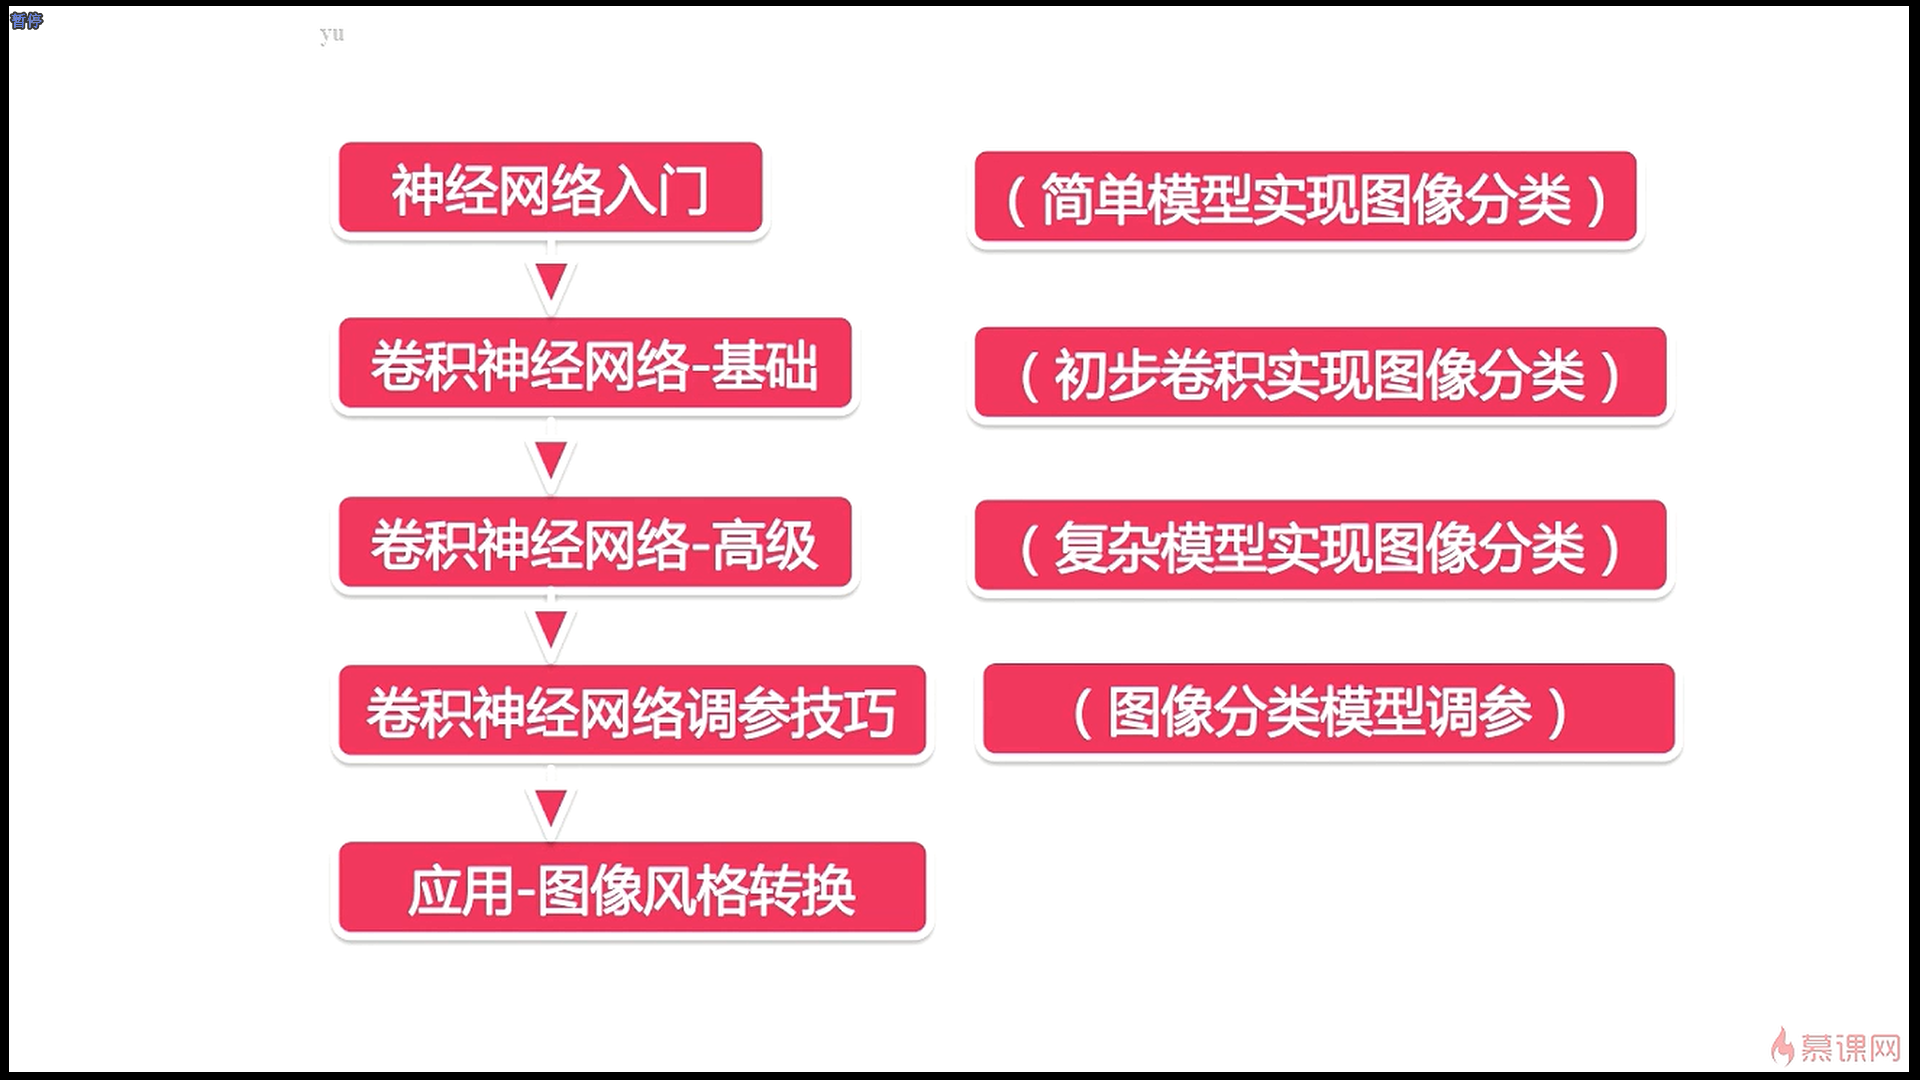 暂停
yu
神经网络入门
（简单模型实现图像分类）
卷积神经网络-基础
（初步卷积实现图像分类）
卷积神经网络-高级
（复杂模型实现图像分类）
卷积神经网络调参技巧
（图像分类模型调参）
应用-图像风格转换
慕课网